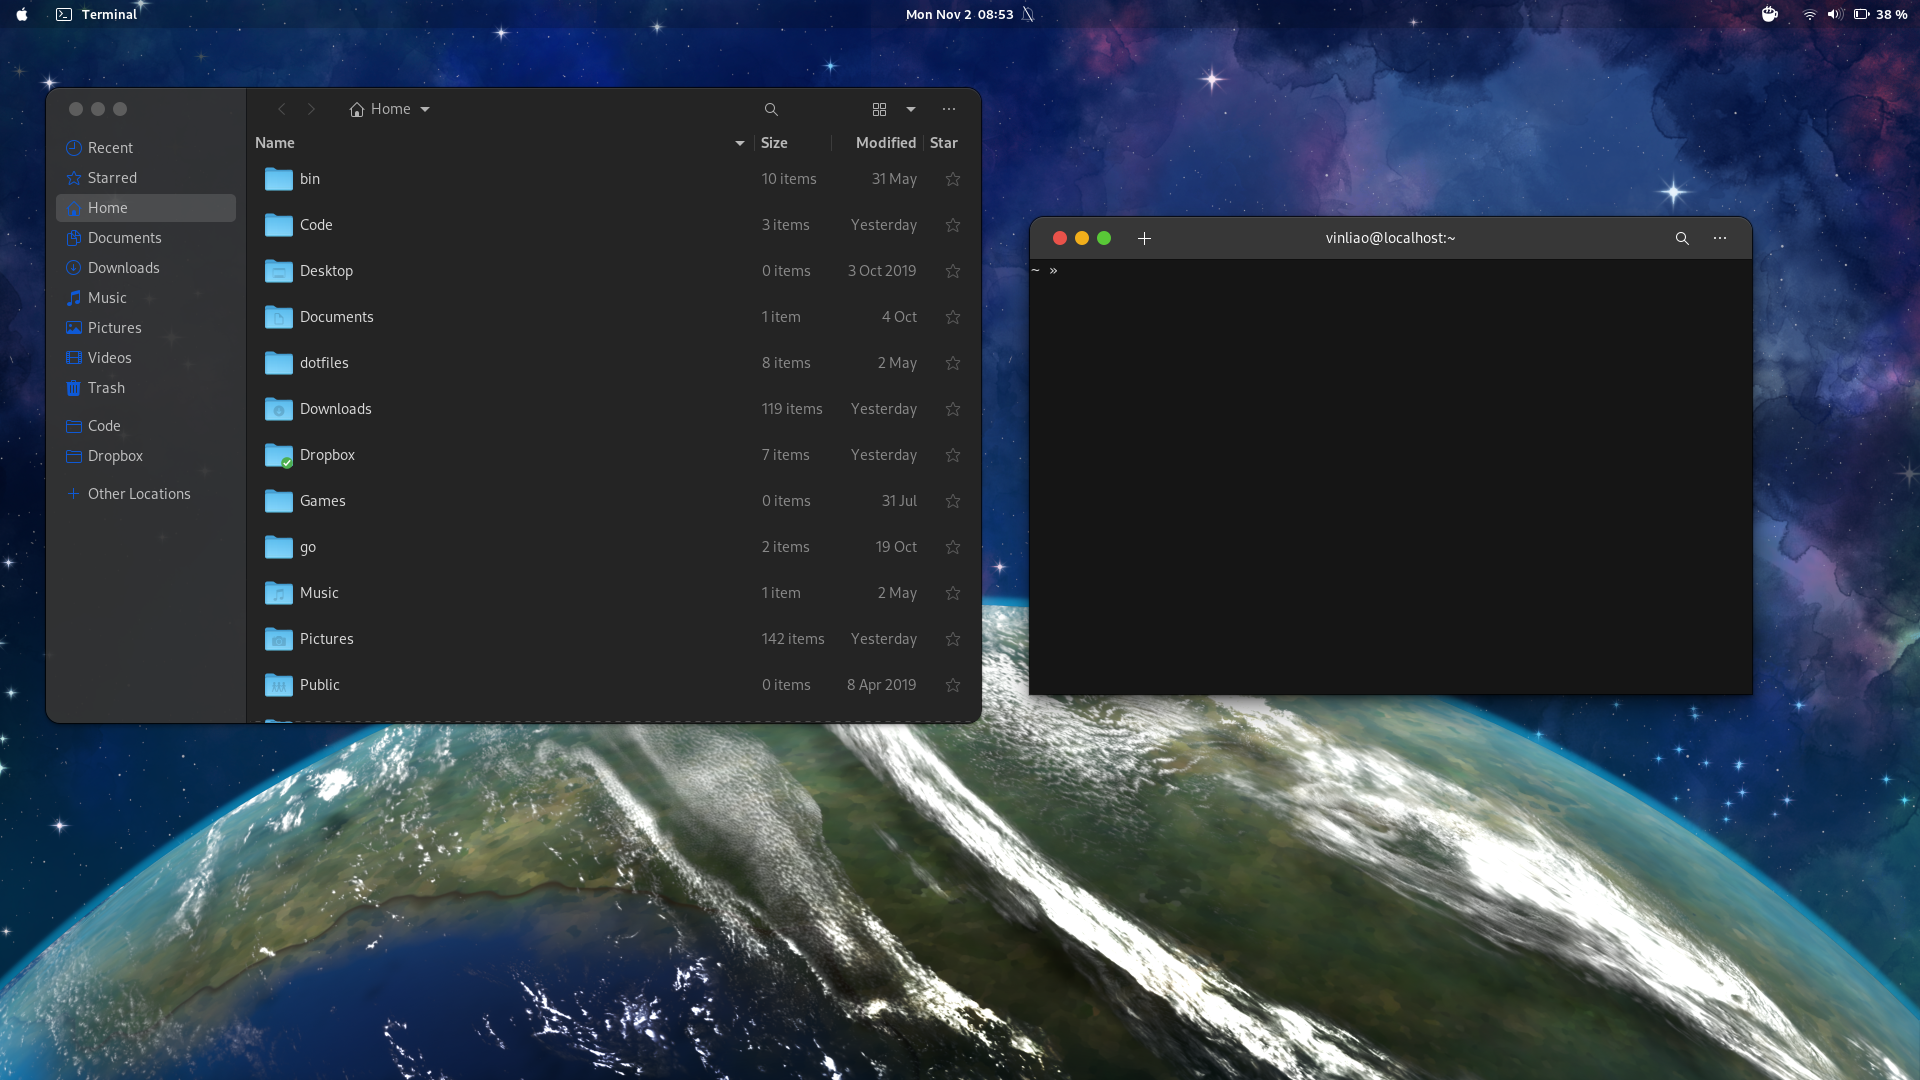 Terminal
Mon Nov 2 08:53
38 %
Home
Recent
Starred
Home
Documents
Downloads
Music
Pictures
Videos
Trash
Code
Dropbox
Other Locations
Name Size Modified Star
bin 10 items 31 May
Code 3 items Yesterday
Desktop 0 items 3 Oct 2019
Documents 1 item 4 Oct
dotfiles 8 items 2 May
Downloads 119 items Yesterday
Dropbox 7 items Yesterday
Games 0 items 31 Jul
go 2 items 19 Oct
Music 1 item 2 May
Pictures 142 items Yesterday
Public 0 items 8 Apr 2019
vinliao@localhost:~
~ »